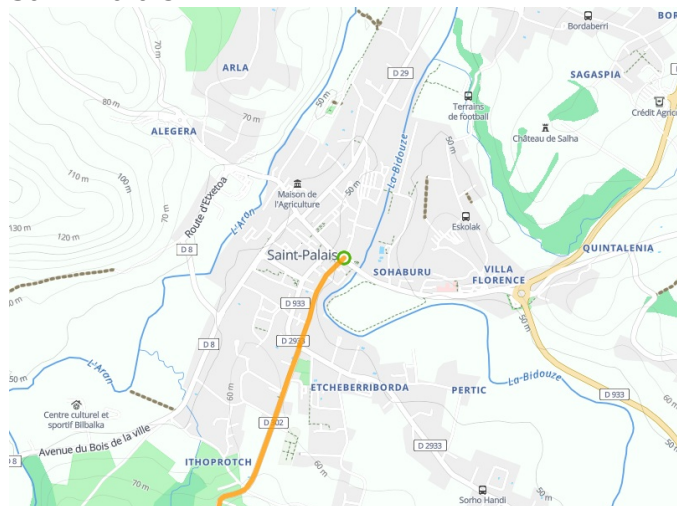 Bordaberri
BOR
70 m
ARLA
D 29
50 m
SAGASPIA
80 m
70 m
Terrains
de football
Crédit Agric
ALEGERA
Château de Salha
La-Bidouze
110 m
100 m
Maison de
l'Agriculture
50 m
Route d'Etxetoa
70 m
L'Aran
Eskolak
130 m
120 m
D 8
Saint-Palais
QUINTALENIA
SOHABURU
VILLA
FLORENCE
50 m
D 933
50 m
D 8
D 2933
L'Aran
50 m
60 m
ETCHEBERRIBORDA
PERTIC
La-Bidouze
D 933
Centre culturel et
sportif Bilbalka
Avenue du Bois de la ville
D 8
ITHOPROTCH
D 2933
60 m
70 m
60 m
Sorho Handi